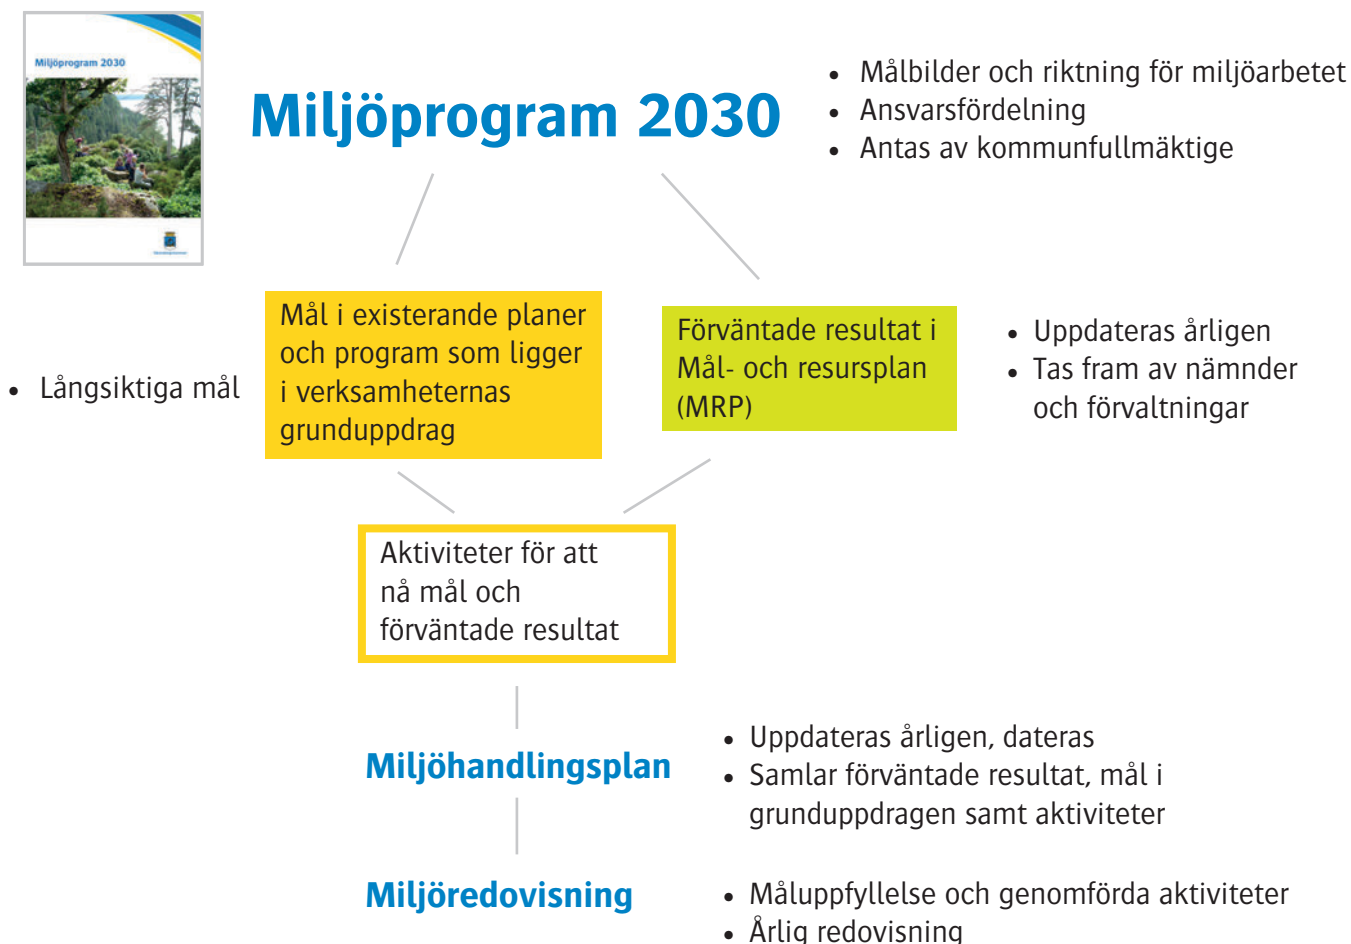 Miljöprogram 2030
Miljöprogram 2030
• Målbilder och riktning för miljöarbetet
• Ansvarsfördelning
• Antas av kommunfullmäktige
• Långsiktiga mål
Mål i existerande planer
och program som ligger
i verksamheternas
grunduppdrag
Förväntade resultat i
Mål- och resursplan
(MRP)
• Uppdateras årligen
• Tas fram av nämnder
och förvaltningar
Aktiviteter för att
nå mål och
förväntade resultat
Miljöhandlingsplan
• Uppdateras årligen, dateras
• Samlar förväntade resultat, mål i
grunduppdragen samt aktiviteter
Miljöredovisning
• Måluppfyllelse och genomförda aktiviteter
• Årlig redovisning